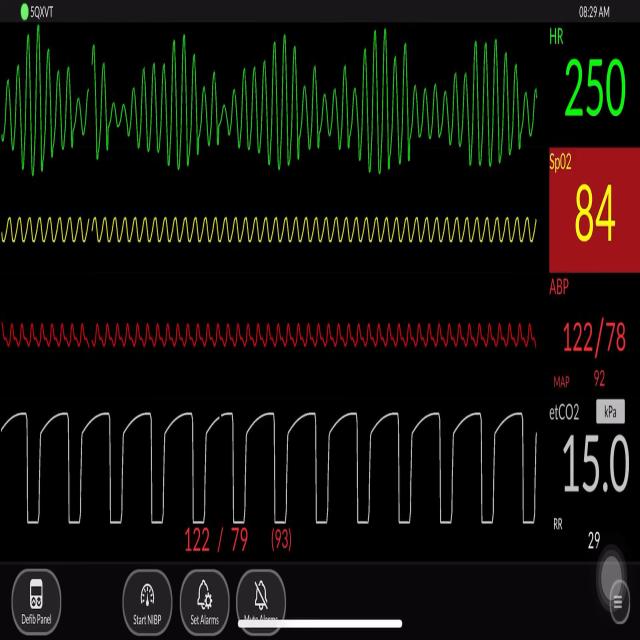 5QXVT
08:29 AM
HR
250
SpO2
84
ABP
122/78
MAP 92
etCO2 kPa
15.0
RR
29
122 / 79 (93)
Defib Panel
Start NIBP
Set Alarms
Mute Alarms